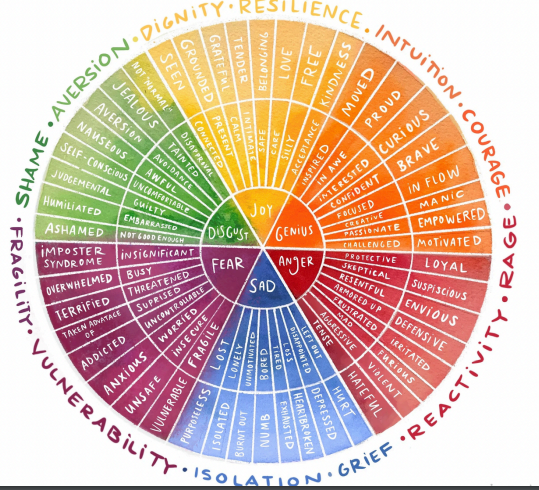 DIGNITY
RESILIENCE
INTUITION
COURAGE
RAGE
REACTIVITY
GRIEF
ISOLATION
VULNERABILITY
FRAGILITY
SHAME
AVERSION
JOY
GENIUS
ANGER
SAD
FEAR
DISGUST
SEEN
GROUNDED
GRATEFUL
TENDER
BELONGING
LOVE
FREE
KINDNESS
CONNECTED
PRESENT
CALM
INTIMATE
SAFE
CARE
SILLY
ACCEPTANCE
MOVED
PROUD
CURIOUS
BRAVE
IN FLOW
MANIC
EMPOWERED
MOTIVATED
INSPIRED
IN AWE
INTERESTED
CONFIDENT
FOCUSED
CREATIVE
PASSIONATE
CHALLENGED
LOYAL
SUSPISCIOUS
ENVIOUS
DEFENSIVE
IRRITATED
FURIOUS
VIOLENT
HATEFUL
PROTECTIVE
SKEPTICAL
RESENTFUL
ARMORED UP
FRUSTRATED
MAD
AGGRESSIVE
TENSE
HURT
DEPRESSED
HEARTBROKEN
EXHAUSTED
NUMB
BURNT OUT
ISOLATED
PURPOSELESS
LEFT OUT
DISAPPOINTED
LOSS
TIRED
BORED
UNMOTIVATED
LONELY
LOST
VULNERABLE
UNSAFE
ANXIOUS
ADDICTED
TAKEN ADVATAGE
OF
TERRIFIED
OVERWHELMED
IMPOSTER
SYNDROME
FRAGILE
INSECURE
WORRIED
UNCONTROLLABLE
SUPRISED
THREATENED
BUSY
INSIGNIFICANT
ASHAMED
HUMILIATED
JUDGEMENTAL
SELF-CONSCIOUS
NAUSEOUS
AVERSION
JEALOUS
NOT "NORMAL"
NOT GOOD ENOUGH
EMBARRASSED
GUILTY
UNCOMFORTABLE
AWFUL
AVOIDANCE
TAINTED
DISAPPROVAL